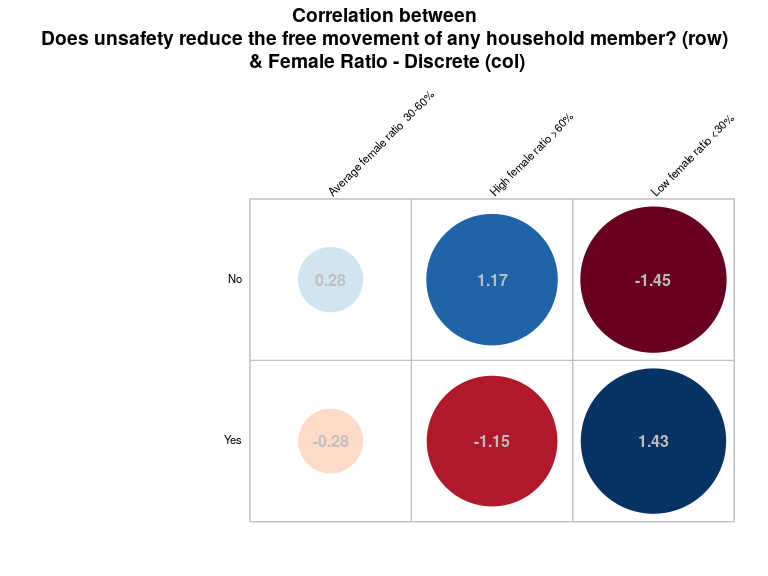 Correlation between
Does unsafety reduce the free movement of any household member? (row)
& Female Ratio - Discrete (col)
Average female ratio 30-60%
High female ratio >60%
Low female ratio <30%
No
0.28
1.17
-1.45
Yes
-0.28
-1.15
1.43